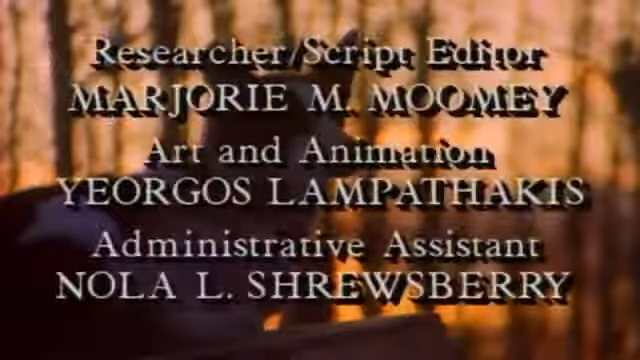 Researcher/Script Editor
MARJORIE M. MOOMEY
Art and Animation
YEORGOS LAMPATHAKIS
Administrative Assistant
NOLA L. SHREWSBERRY